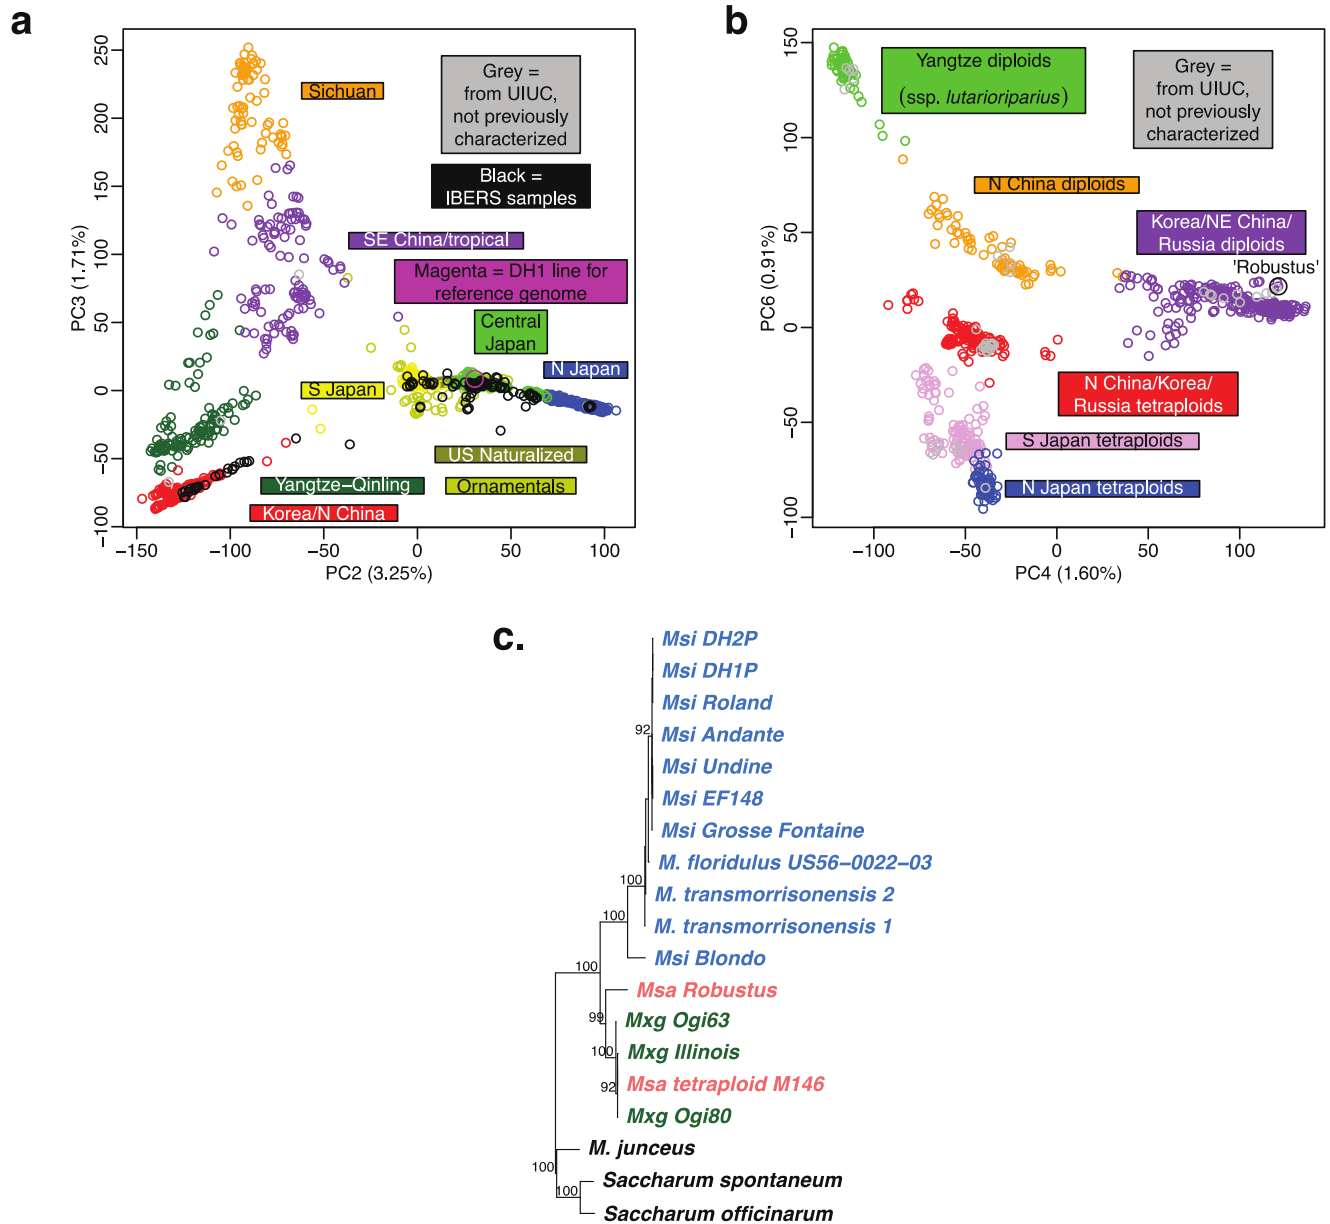 a
250
200
150
100
50
0
−50
−100
PC3 (1.71%)
−150
−100
−50
0
50
100
PC2 (3.25%)
Sichuan
Grey =
from UIUC,
not previously
characterized
Black =
IBERS samples
SE China/tropical
Magenta = DH1 line for
reference genome
Central
Japan
N Japan
S Japan
US Naturalized
Yangtze−Qinling
Ornamentals
Korea/N China
b
150
100
50
0
−50
−100
PC6 (0.91%)
−100
−50
0
50
100
PC4 (1.60%)
Yangtze diploids
(ssp. lutarioriparius)
Grey =
from UIUC,
not previously
characterized
N China diploids
Korea/NE China/
Russia diploids
'Robustus'
N China/Korea/
Russia tetraploids
S Japan tetraploids
N Japan tetraploids
c.
Msi DH2P
Msi DH1P
Msi Roland
92
Msi Andante
Msi Undine
Msi EF148
Msi Grosse Fontaine
M. floridulus US56−0022−03
100
M. transmorrisonensis 2
100
M. transmorrisonensis 1
Msi Blondo
100
Msa Robustus
99
Mxg Ogi63
100
Mxg Illinois
92
Msa tetraploid M146
Mxg Ogi80
M. junceus
100
Saccharum spontaneum
100
Saccharum officinarum